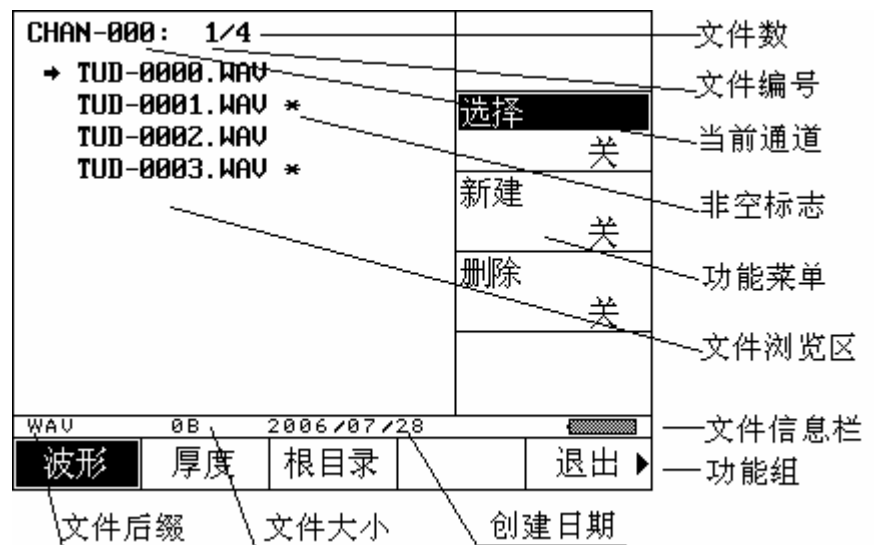 CHAN-000: 1/4
文件数
→ TUD-0000.WAV
文件编号
TUD-0001.WAV *
选择
关
当前通道
TUD-0002.WAV
TUD-0003.WAV *
新建
关
非空标志
删除
关
功能菜单
文件浏览区
WAV 0B 2006/07/28
文件信息栏
波形 厚度 根目录 退出 ▶
功能组
文件后缀 文件大小 创建日期